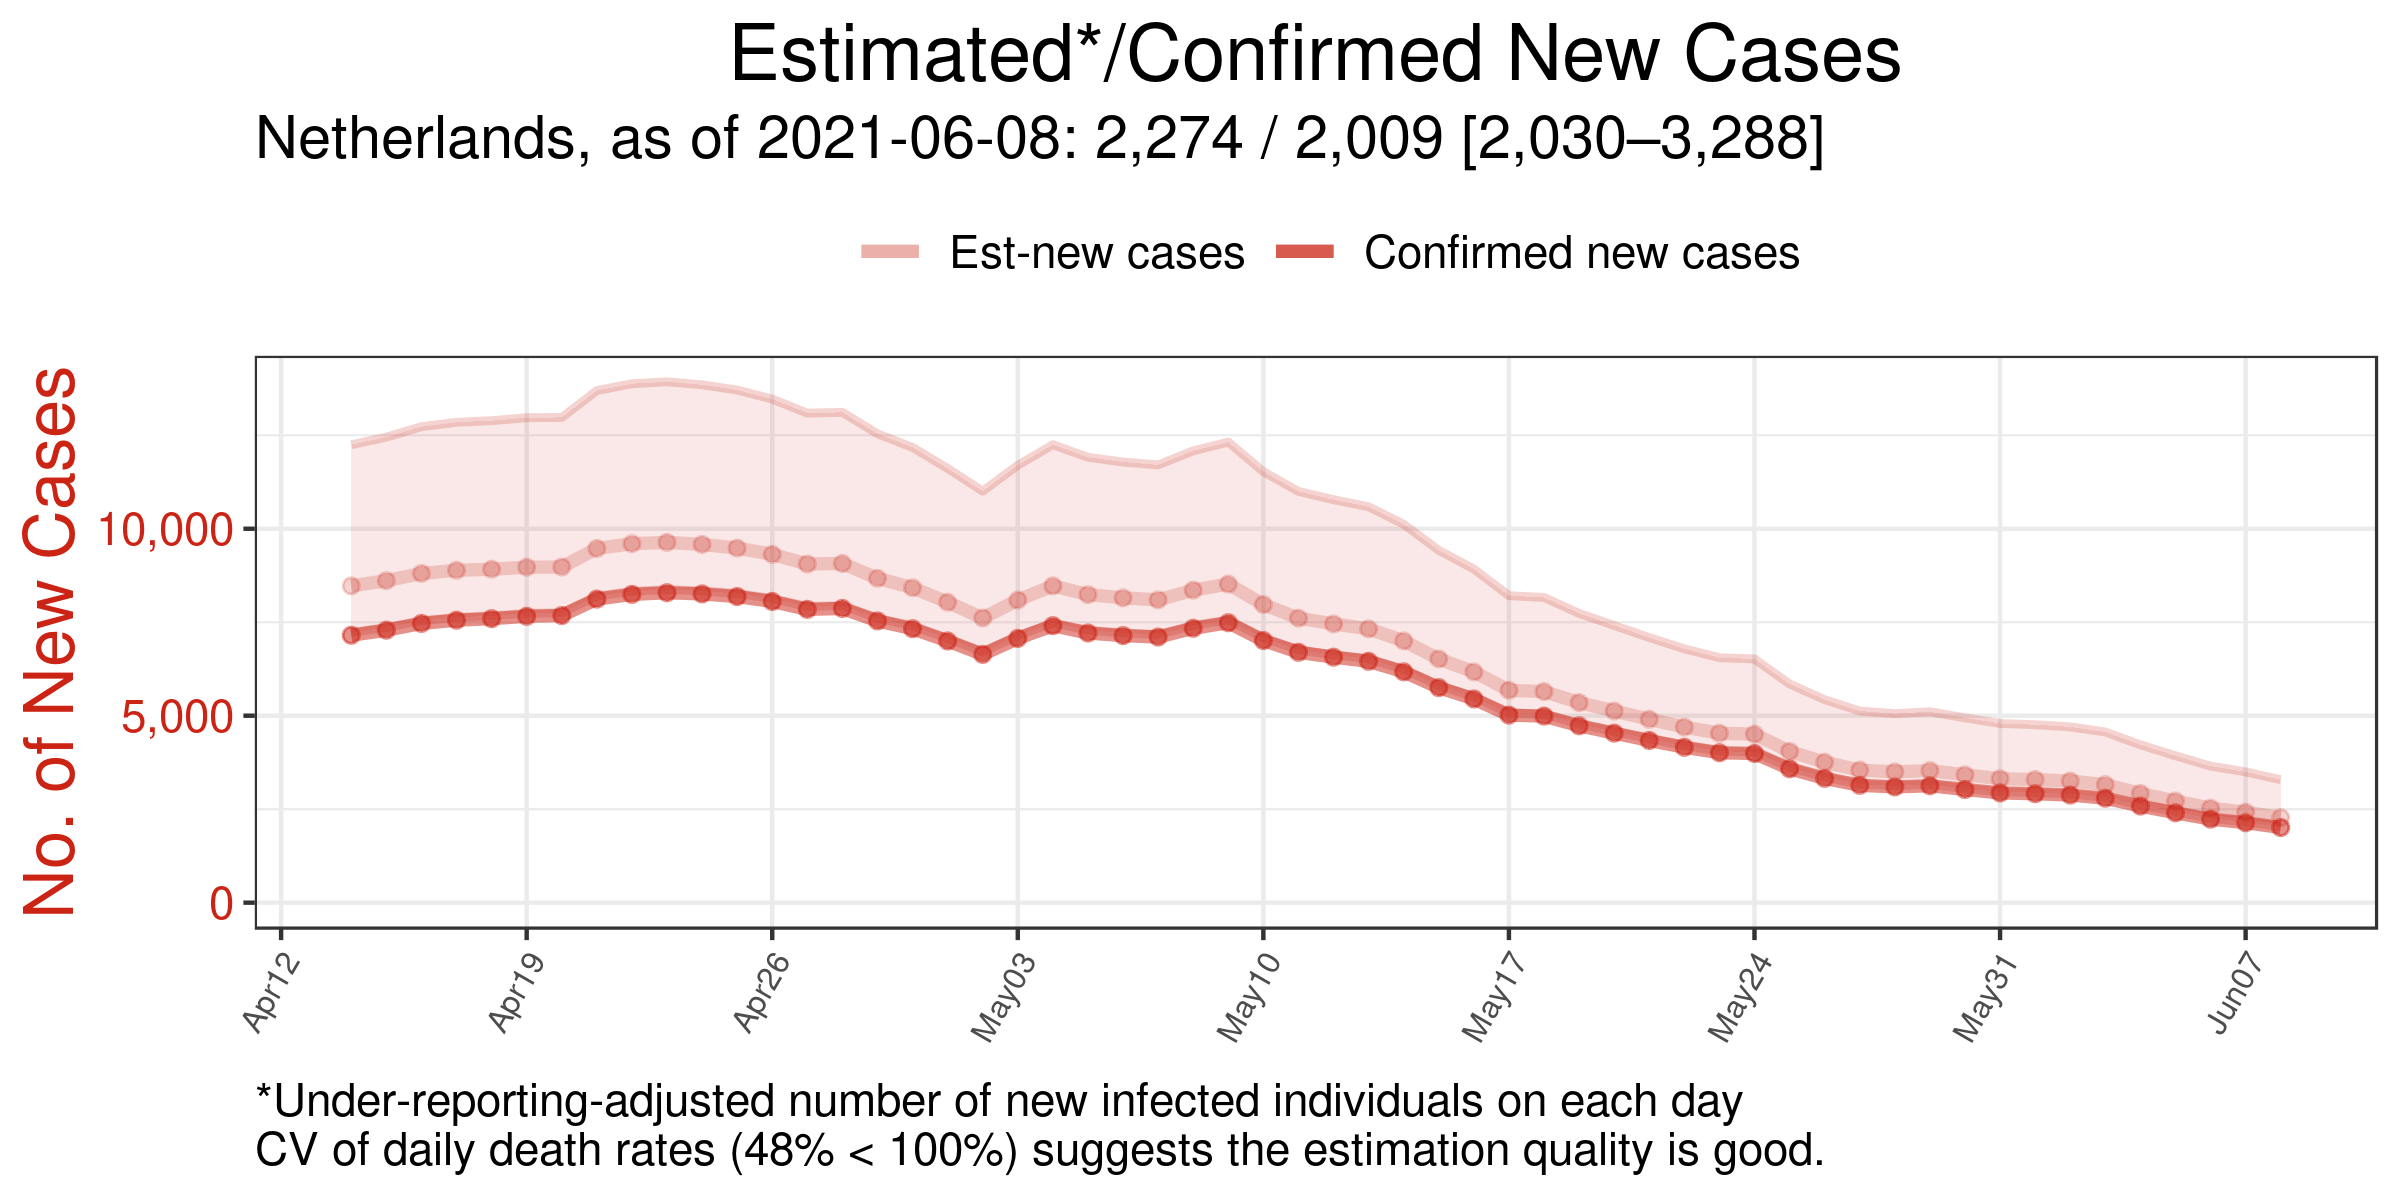 Estimated*/Confirmed New Cases
Netherlands, as of 2021-06-08: 2,274 / 2,009 [2,030–3,288]
Est-new cases
Confirmed new cases
No. of New Cases
10,000
5,000
0
Apr12
Apr19
Apr26
May03
May10
May17
May24
May31
Jun07
*Under-reporting-adjusted number of new infected individuals on each day
CV of daily death rates (48% < 100%) suggests the estimation quality is good.